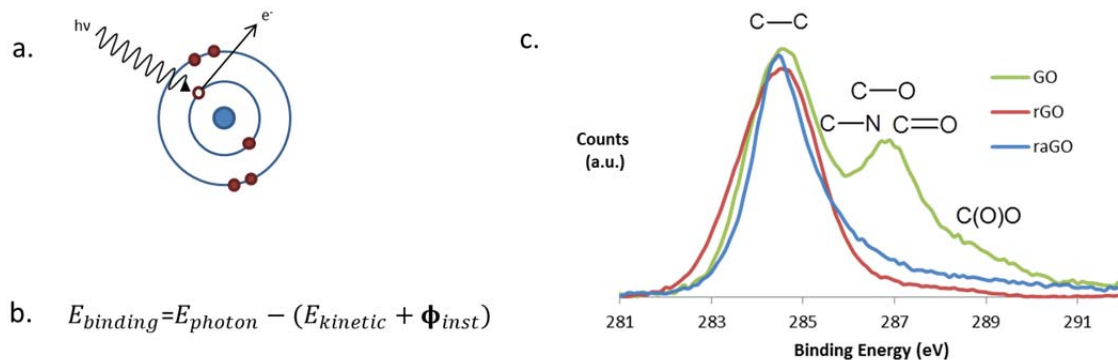 a.
hν
e-
b.
E_binding=E_photon − (E_kinetic + Φ_inst)
c.
C—C
C—O
C—N C=O
C(O)O
GO
rGO
raGO
Counts
(a.u.)
281 283 285 287 289 291
Binding Energy (eV)